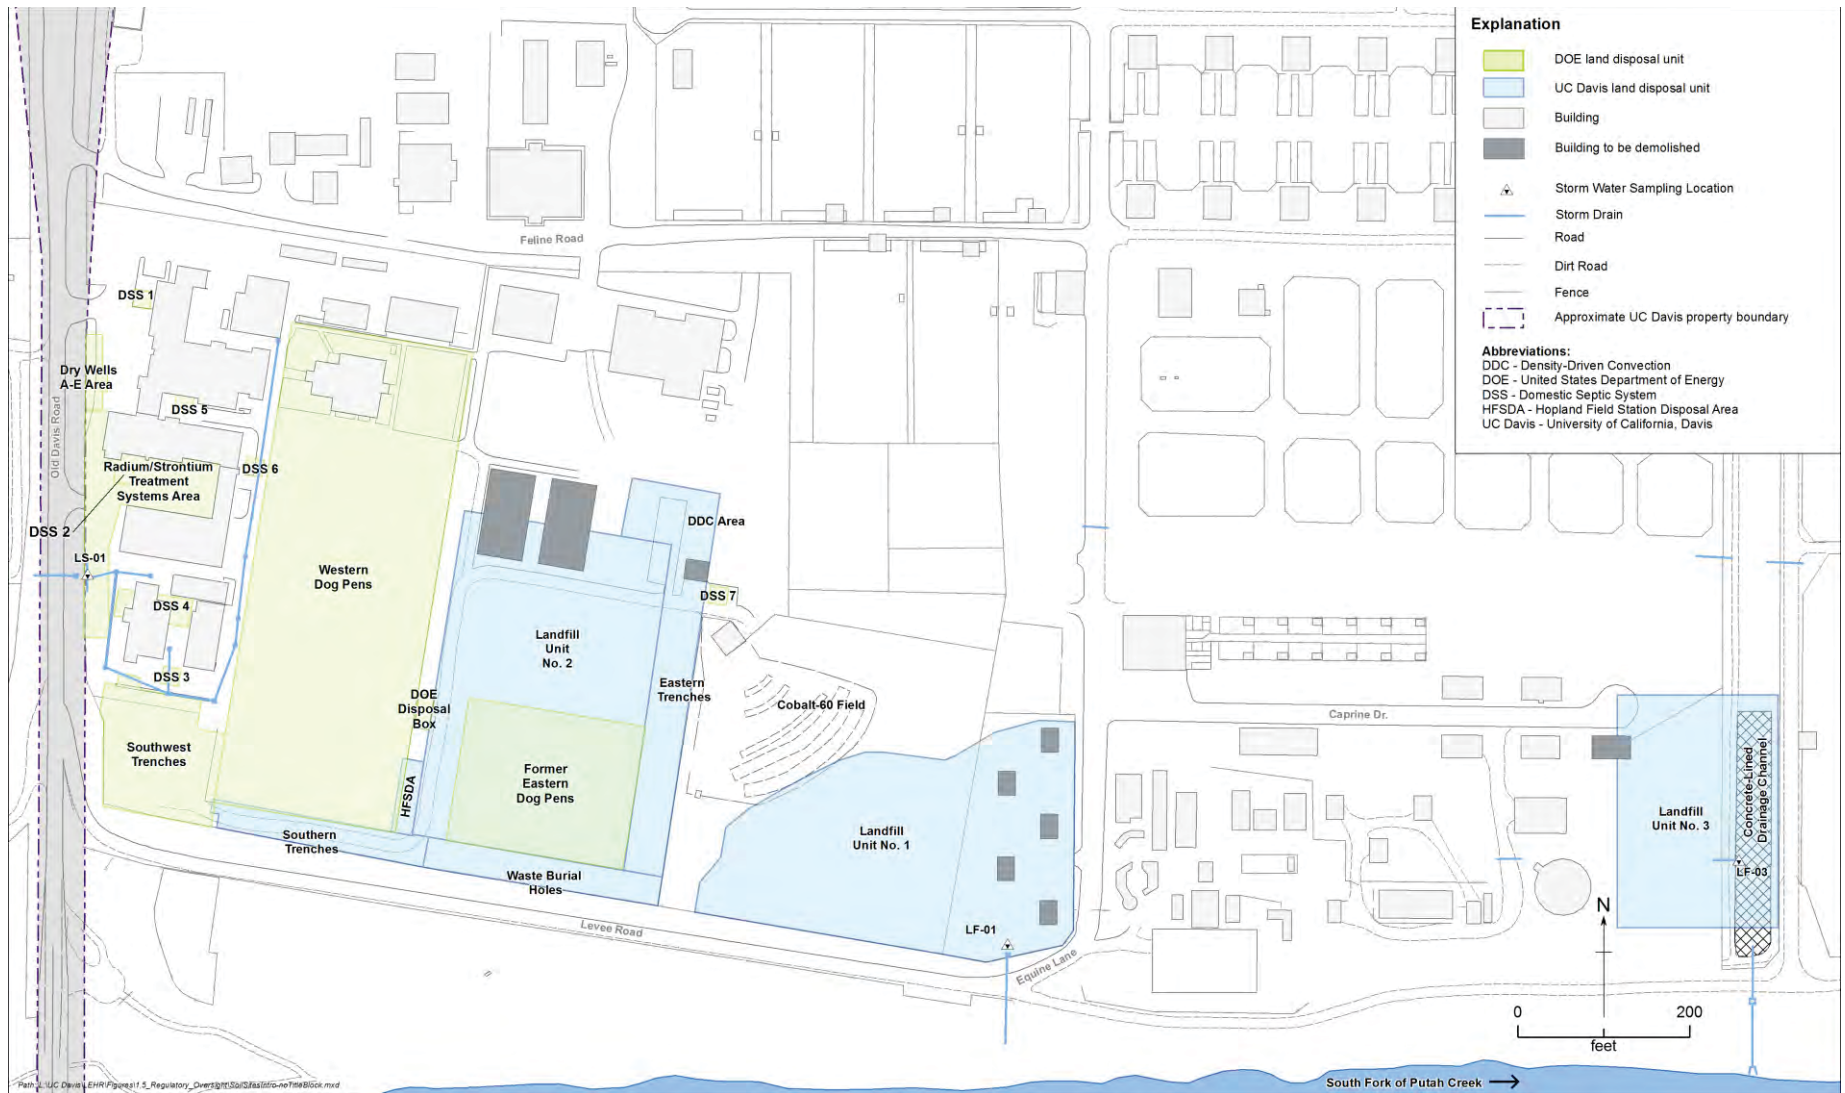 Explanation
DOE land disposal unit
UC Davis land disposal unit
Building
Building to be demolished
Storm Water Sampling Location
Storm Drain
Road
Dirt Road
Fence
Approximate UC Davis property boundary
Abbreviations:
DDC - Density-Driven Convection
DOE - United States Department of Energy
DSS - Domestic Septic System
HFSDA - Hopland Field Station Disposal Area
UC Davis - University of California, Davis
Feline Road
DSS 1
Dry Wells
A-E Area
Old Davis Road
DSS 5
Radium/Strontium
Treatment
Systems Area
DSS 6
DSS 2
LS-01
DSS 4
DSS 3
Western
Dog Pens
DDC Area
DSS 7
Landfill
Unit
No. 2
Eastern
Trenches
DOE
Disposal
Box
Cobalt-60 Field
Caprine Dr.
Southwest
Trenches
HFSDA
Former
Eastern
Dog Pens
Southern
Trenches
Waste Burial
Holes
Landfill
Unit No. 1
Landfill
Unit No. 3
Concrete-Lined
Drainage Channel
LF-03
LF-01
Levee Road
Equine Lane
N
0 200
feet
South Fork of Putah Creek